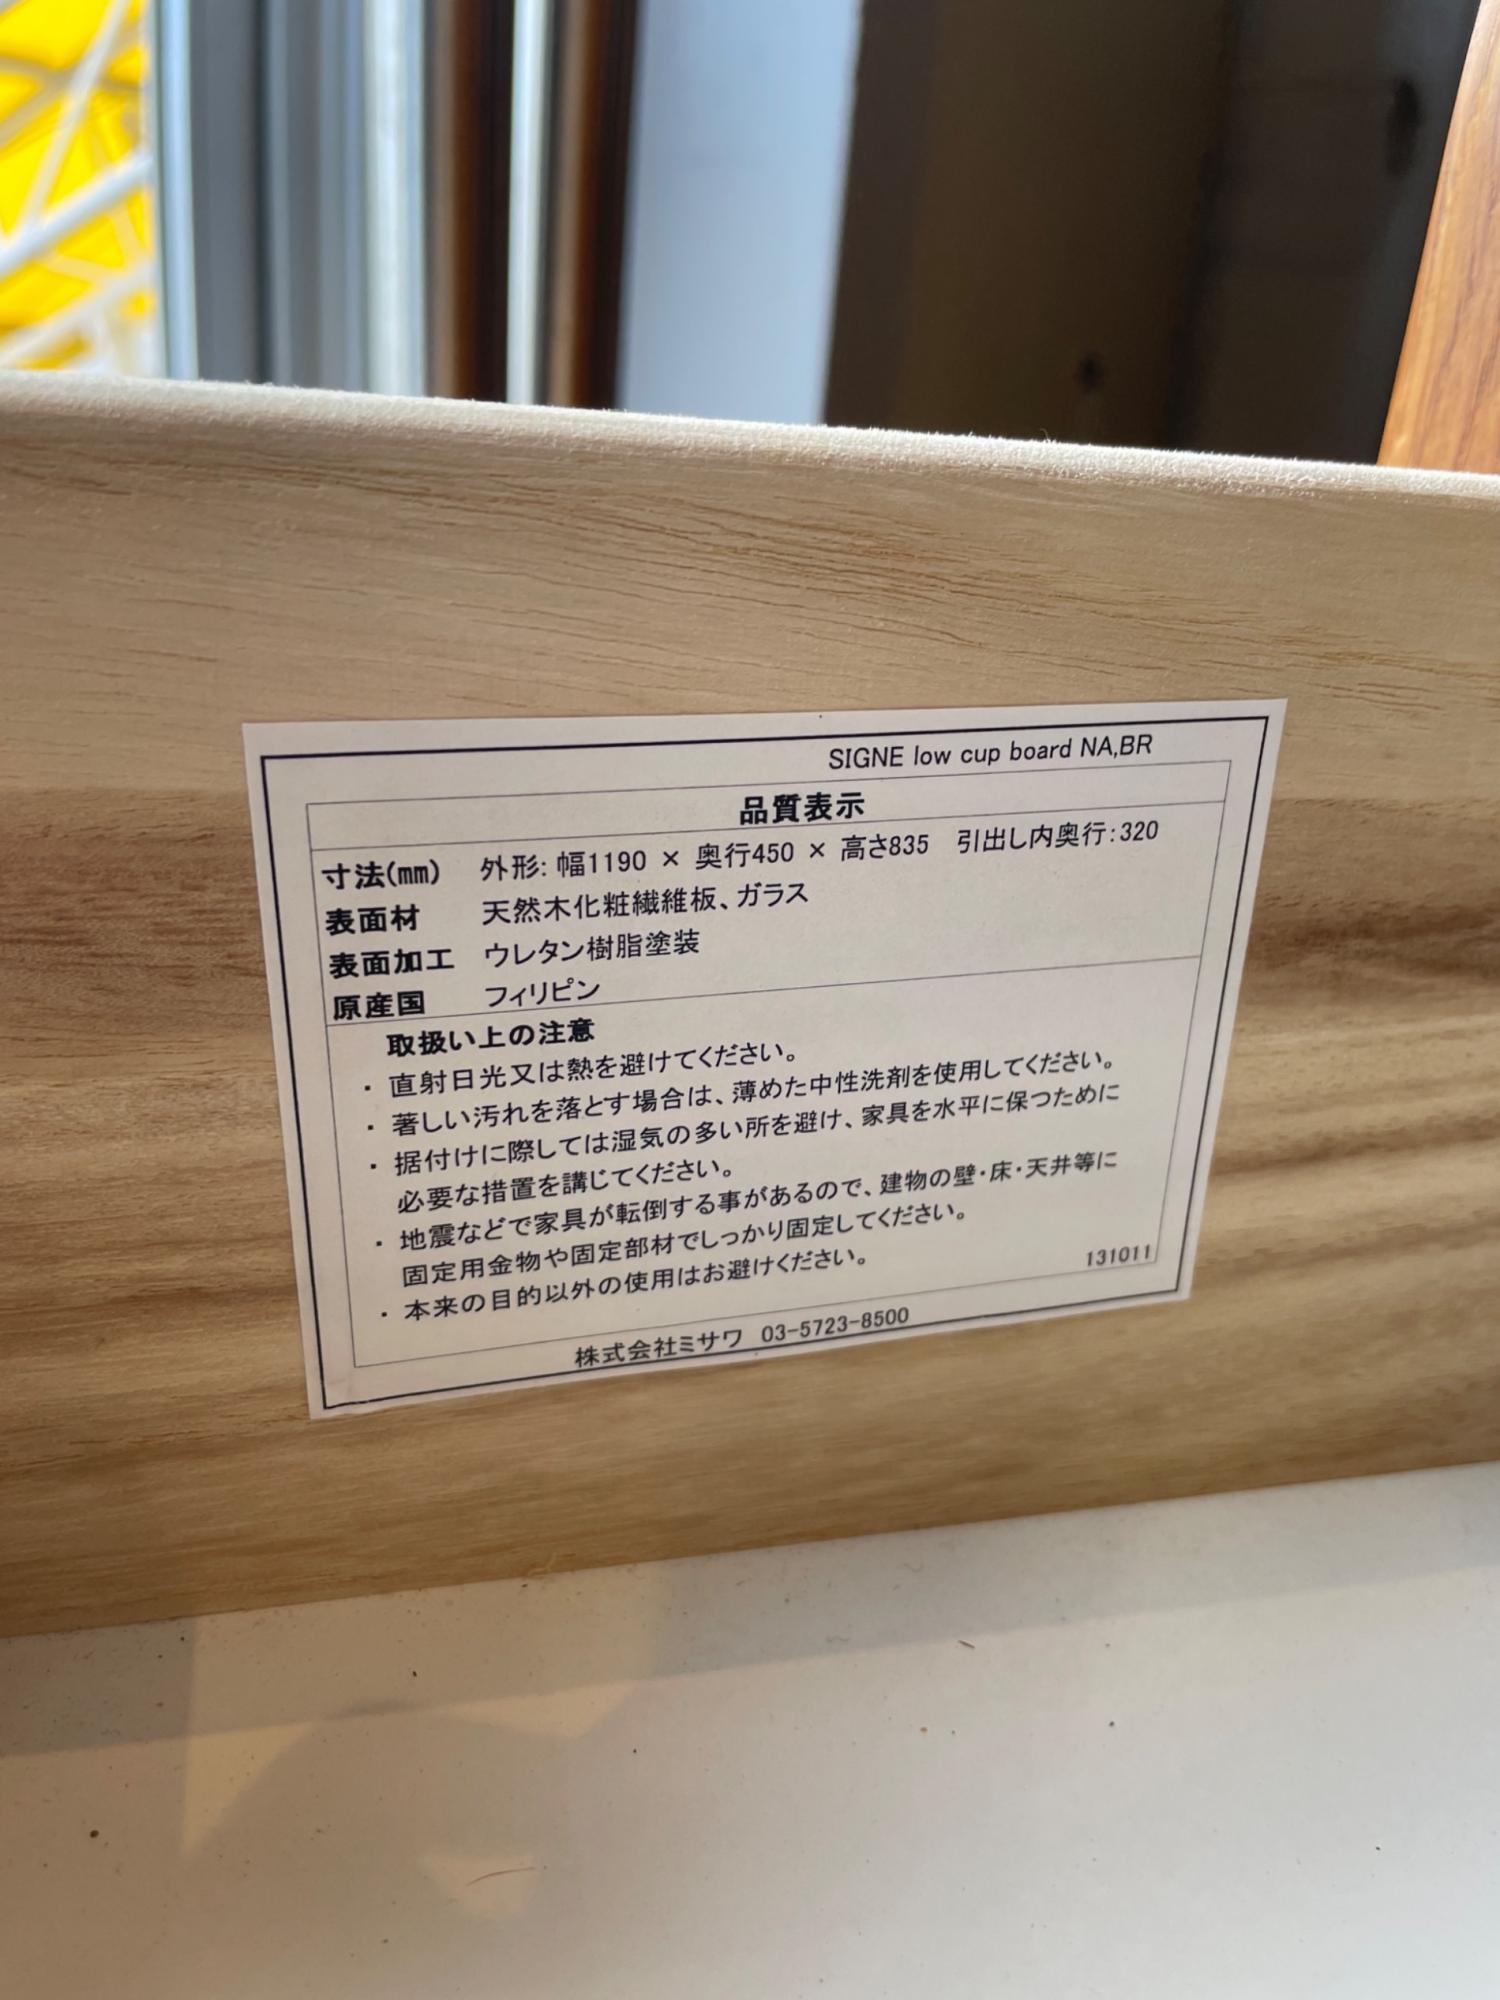 SIGNE low cup board NA,BR
品質表示
寸法(mm) 外形: 幅1190 × 奥行450 × 高さ835 引出し内奥行:320
表面材 天然木化粧繊維板、ガラス
表面加工 ウレタン樹脂塗装
原産国 フィリピン
取扱い上の注意
・直射日光又は熱を避けてください。
・著しい汚れを落とす場合は、薄めた中性洗剤を使用してください。
・据付けに際しては湿気の多い所を避け、家具を水平に保つために
必要な措置を講じてください。
・地震などで家具が転倒する事があるので、建物の壁・床・天井等に
固定用金物や固定部材でしっかり固定してください。
・本来の目的以外の使用はお避けください。
131011
株式会社ミサワ 03-5723-8500